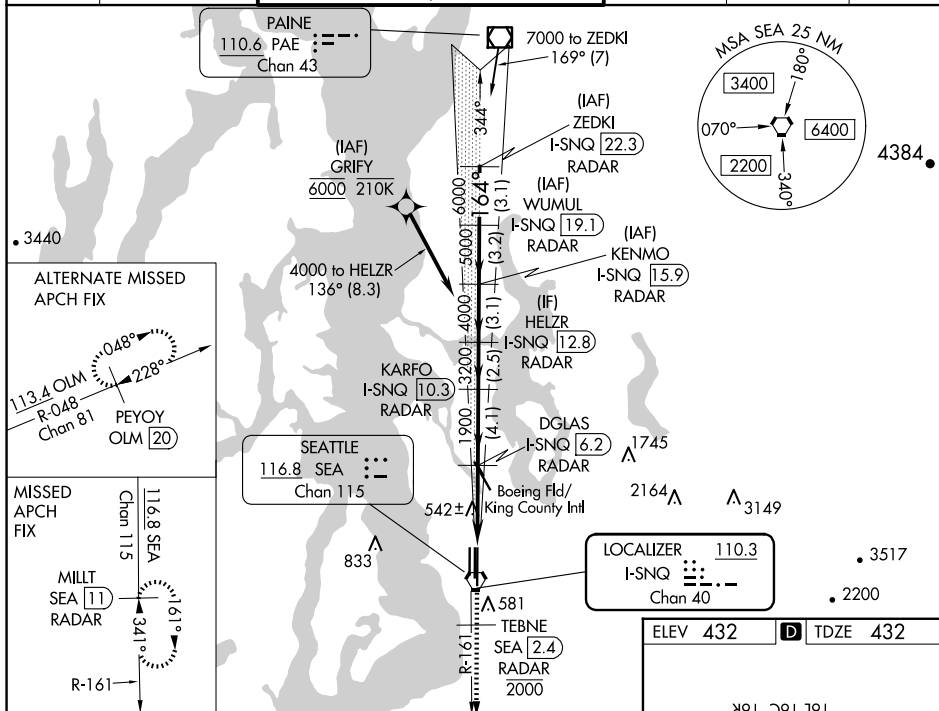 PAINE
110.6 PAE
Chan 43
7000 to ZEDKI
169° (7)
MSA SEA 25 NM
3400
180°
070°
6400
2200
340°
4384
344°
(IAF)
ZEDKI
I-SNQ 22.3
RADAR
(IAF)
GRIFY
6000 210K
6000
164°
(3.1)
(IAF)
WUMUL
I-SNQ 19.1
RADAR
3440
5000
(3.2)
(IAF)
KENMO
I-SNQ 15.9
RADAR
4000 to HELZR
136° (8.3)
4000
(3.1)
(IF)
HELZR
I-SNQ 12.8
RADAR
ALTERNATE MISSED
APCH FIX
048°
228°
113.4 OLM
R-048
Chan 81
PEYOY
OLM 20
3200
(2.5)
KARFO
I-SNQ 10.3
RADAR
1900
(4.1)
DGLAS
I-SNQ 6.2
RADAR
1745
SEATTLE
116.8 SEA
Chan 115
Boeing Fld/
King County Intl
542±
2164
3149
833
MISSED
APCH
FIX
116.8 SEA
Chan 115
MILLT
SEA 11
RADAR
161°
341°
R-161
LOCALIZER 110.3
I-SNQ
Chan 40
3517
2200
581
TEBNE
SEA 2.4
RADAR
2000
R-161
ELEV 432 D TDZE 432
16L 16C 16R